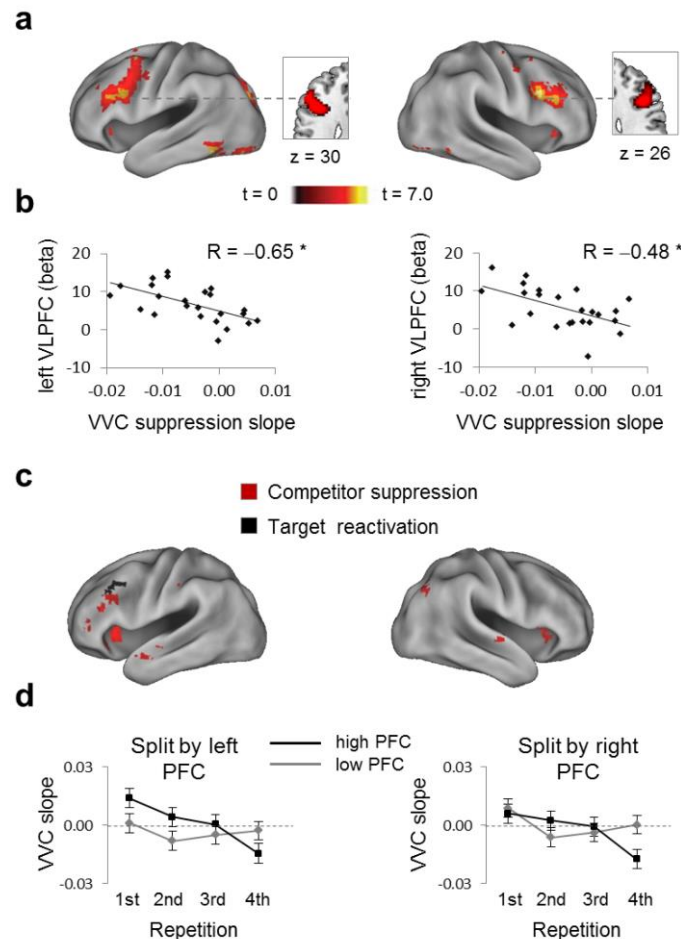 a
z = 30
z = 26
t = 0
t = 7.0
b
R = –0.65 *
left VLPFC (beta)
20
10
0
-10
-0.02 -0.01 0.00 0.01
VVC suppression slope
R = –0.48 *
right VLPFC (beta)
20
10
0
-10
-0.02 -0.01 0.00 0.01
VVC suppression slope
c
Competitor suppression
Target reactivation
d
Split by left
PFC
high PFC
low PFC
Split by right
PFC
VVC slope
0.03
0.00
-0.03
1st 2nd 3rd 4th
Repetition
VVC slope
0.03
0.00
-0.03
1st 2nd 3rd 4th
Repetition